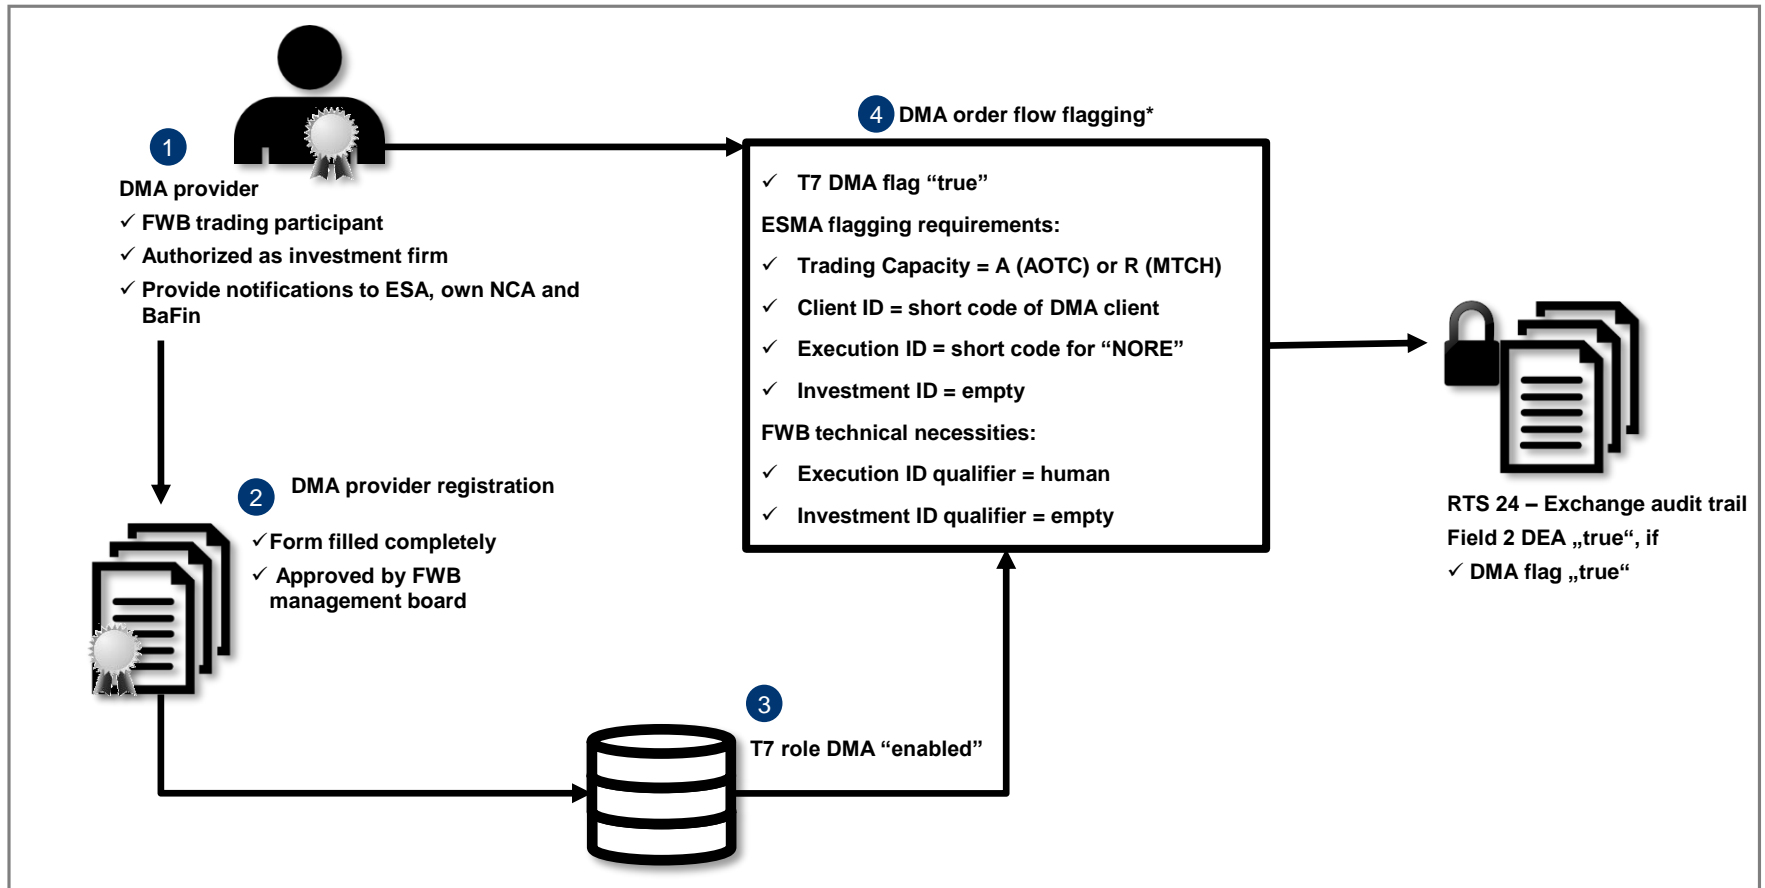 1
DMA provider
✓ FWB trading participant
✓ Authorized as investment firm
✓ Provide notifications to ESA, own NCA and
BaFin
2 DMA provider registration
✓ Form filled completely
✓ Approved by FWB
management board
3
T7 role DMA “enabled”
4 DMA order flow flagging*
✓ T7 DMA flag “true”
ESMA flagging requirements:
✓ Trading Capacity = A (AOTC) or R (MTCH)
✓ Client ID = short code of DMA client
✓ Execution ID = short code for “NORE”
✓ Investment ID = empty
FWB technical necessities:
✓ Execution ID qualifier = human
✓ Investment ID qualifier = empty
RTS 24 – Exchange audit trail
Field 2 DEA „true“, if
✓ DMA flag „true“